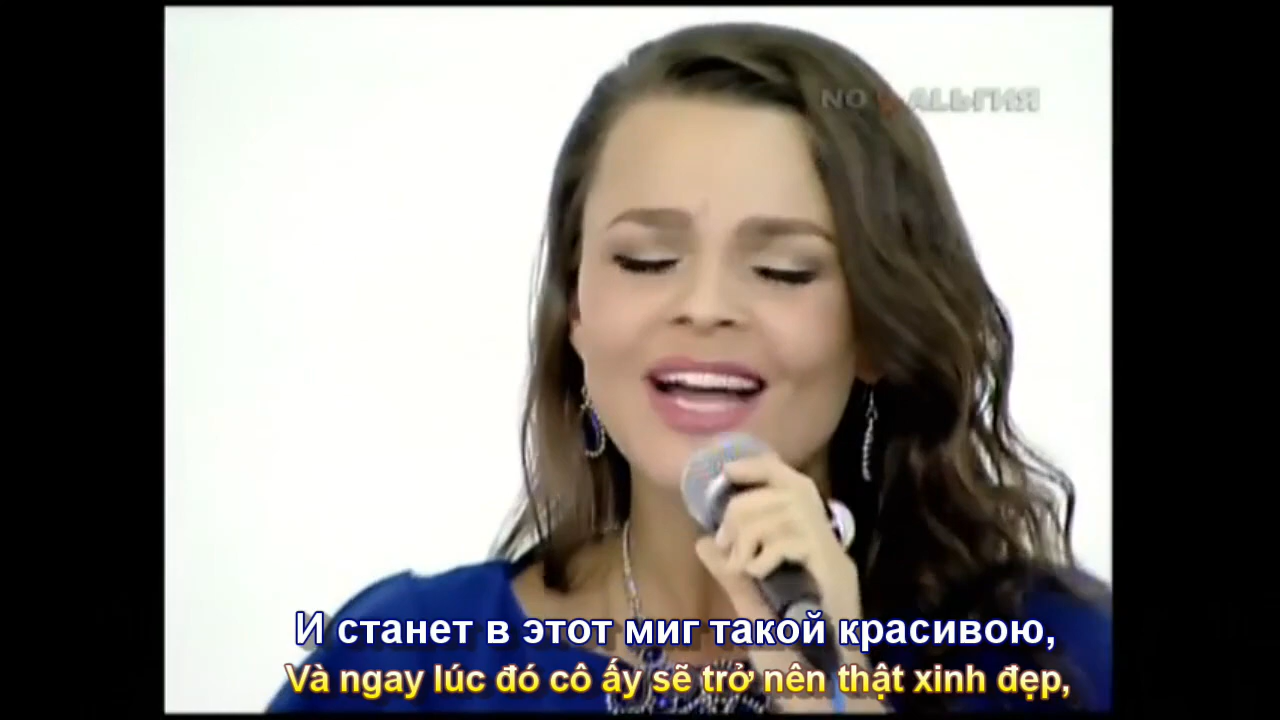 И станет в этот миг такой красивою,
Và ngay lúc đó cô ấy sẽ trở nên thật xinh đẹp,